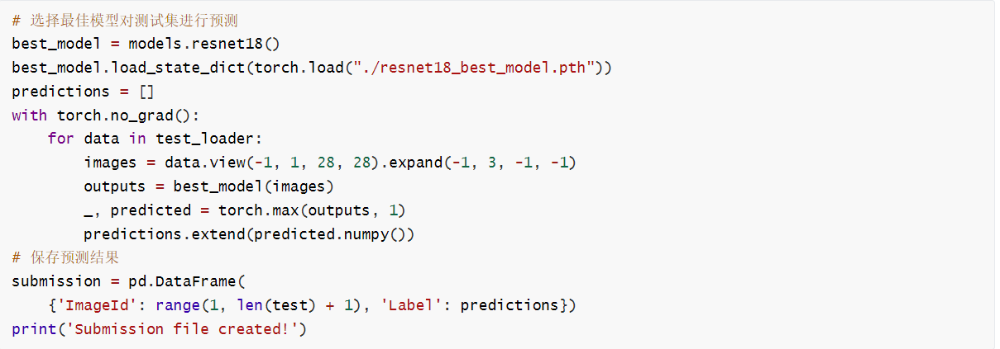 # 选择最佳模型对测试集进行预测
best_model = models.resnet18()
best_model.load_state_dict(torch.load("./resnet18_best_model.pth"))
predictions = []
with torch.no_grad():
    for data in test_loader:
        images = data.view(-1, 1, 28, 28).expand(-1, 3, -1, -1)
        outputs = best_model(images)
        _, predicted = torch.max(outputs, 1)
        predictions.extend(predicted.numpy())
# 保存预测结果
submission = pd.DataFrame(
    {'ImageId': range(1, len(test) + 1), 'Label': predictions})
print('Submission file created!')